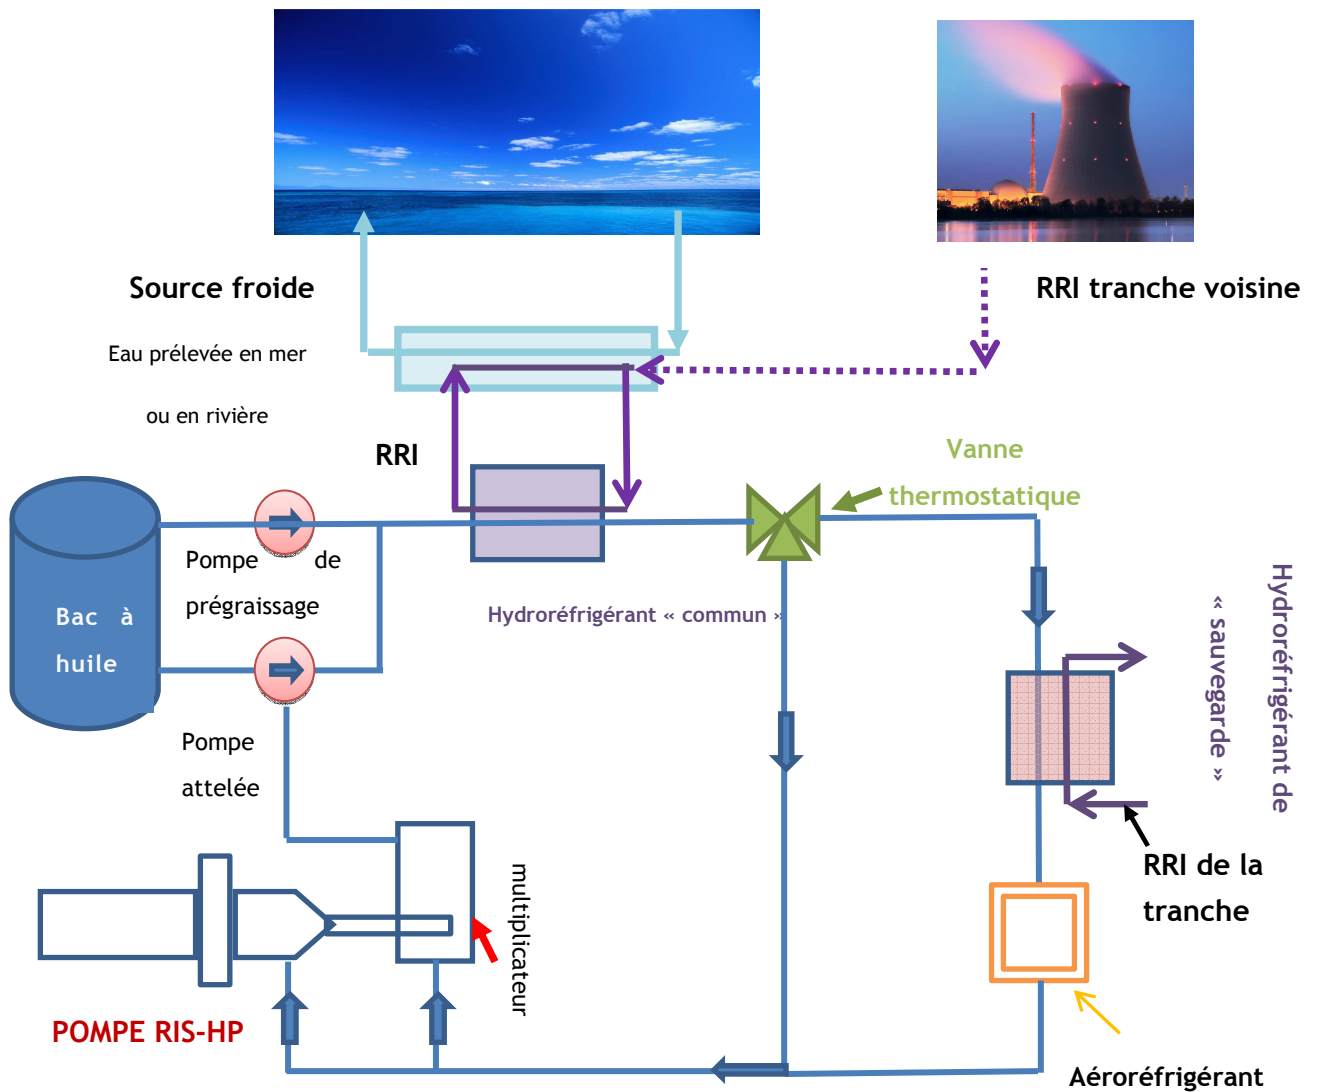 Source froide
RRI tranche voisine
Eau prélevée en mer
ou en rivière
RRI
Vanne
thermostatique
Pompe de
prégraissage
Bac à
huile
Hydroréfrigérant « commun »
Hydroréfrigérant de
« sauvegarde »
Pompe
attelée
multiplicateur
RRI de la
tranche
POMPE RIS-HP
Aéroréfrigérant